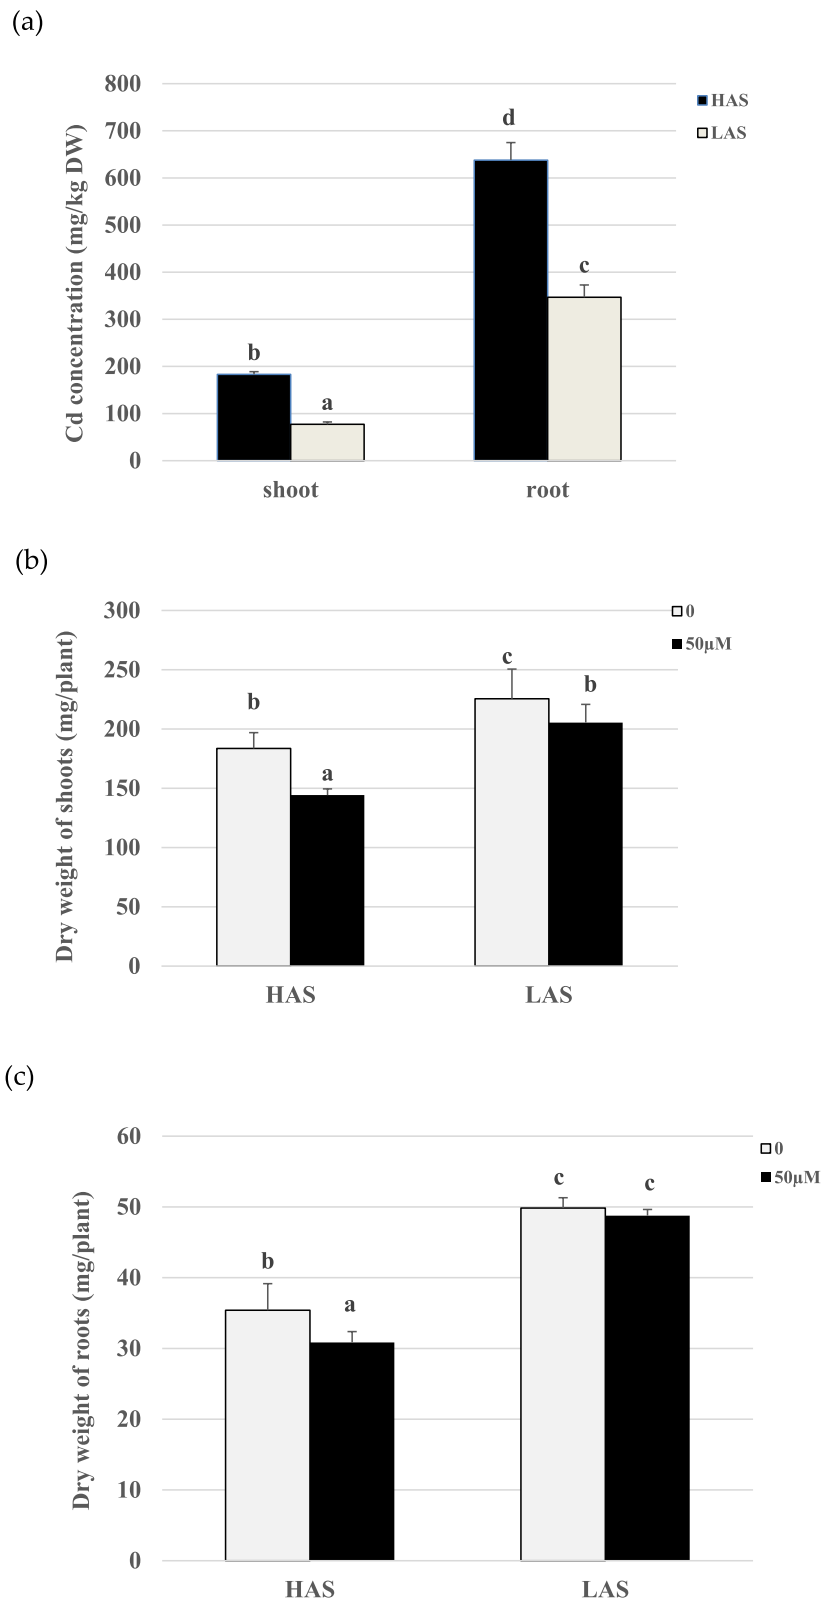 (a)
Cd concentration (mg/kg DW)
800
700
600
500
400
300
200
100
0
b
a
d
c
shoot
root
HAS
LAS
(b)
Dry weight of shoots (mg/plant)
300
250
200
150
100
50
0
b
a
c
b
HAS
LAS
0
50μM
(c)
Dry weight of roots (mg/plant)
60
50
40
30
20
10
0
b
a
c
c
HAS
LAS
0
50μM